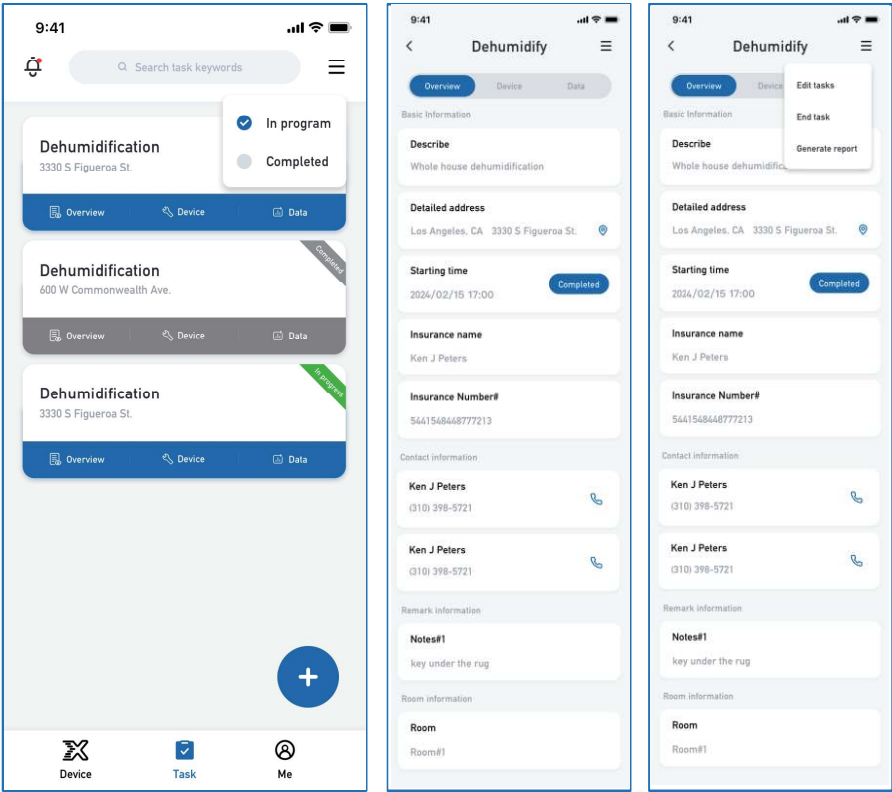 9:41
Search task keywords
In program
Completed
Dehumidification
3330 S Figueroa St.
Overview
Device
Data
Completed
Dehumidification
600 W Commonwealth Ave.
Overview
Device
Data
In progress
Dehumidification
3330 S Figueroa St.
Overview
Device
Data
Device
Task
Me
9:41
Dehumidify
Overview
Device
Data
Basic Information
Describe
Whole house dehumidification
Detailed address
Los Angeles, CA 3330 S Figueroa St.
Starting time
2024/02/15 17:00
Completed
Insurance name
Ken J Peters
Insurance Number#
5441548448777213
Contact information
Ken J Peters
(310) 398-5721
Ken J Peters
(310) 398-5721
Remark information
Notes#1
key under the rug
Room information
Room
Room#1
9:41
Dehumidify
Overview
Device
Edit tasks
End task
Generate report
Basic Information
Describe
Whole house dehumidific
Detailed address
Los Angeles, CA 3330 S Figueroa St.
Starting time
2024/02/15 17:00
Completed
Insurance name
Ken J Peters
Insurance Number#
5441548448777213
Contact information
Ken J Peters
(310) 398-5721
Ken J Peters
(310) 398-5721
Remark information
Notes#1
key under the rug
Room information
Room
Room#1